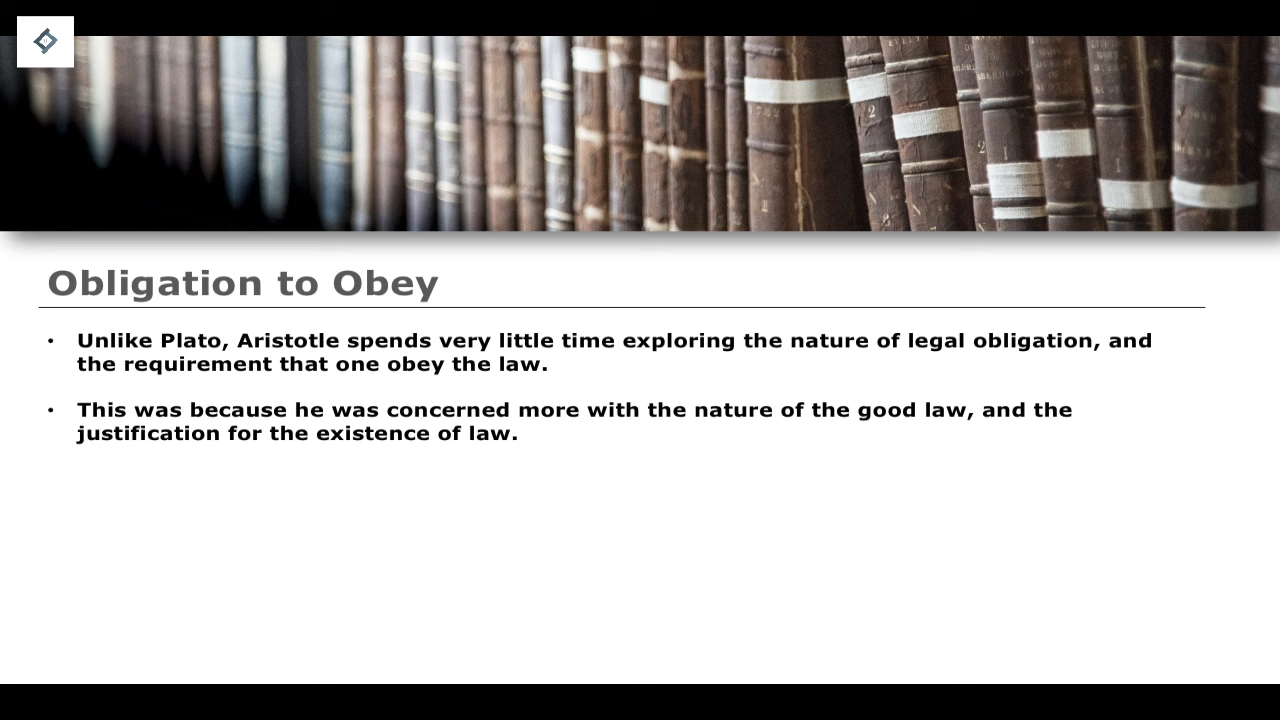 Obligation to Obey
• Unlike Plato, Aristotle spends very little time exploring the nature of legal obligation, and
the requirement that one obey the law.
• This was because he was concerned more with the nature of the good law, and the
justification for the existence of law.